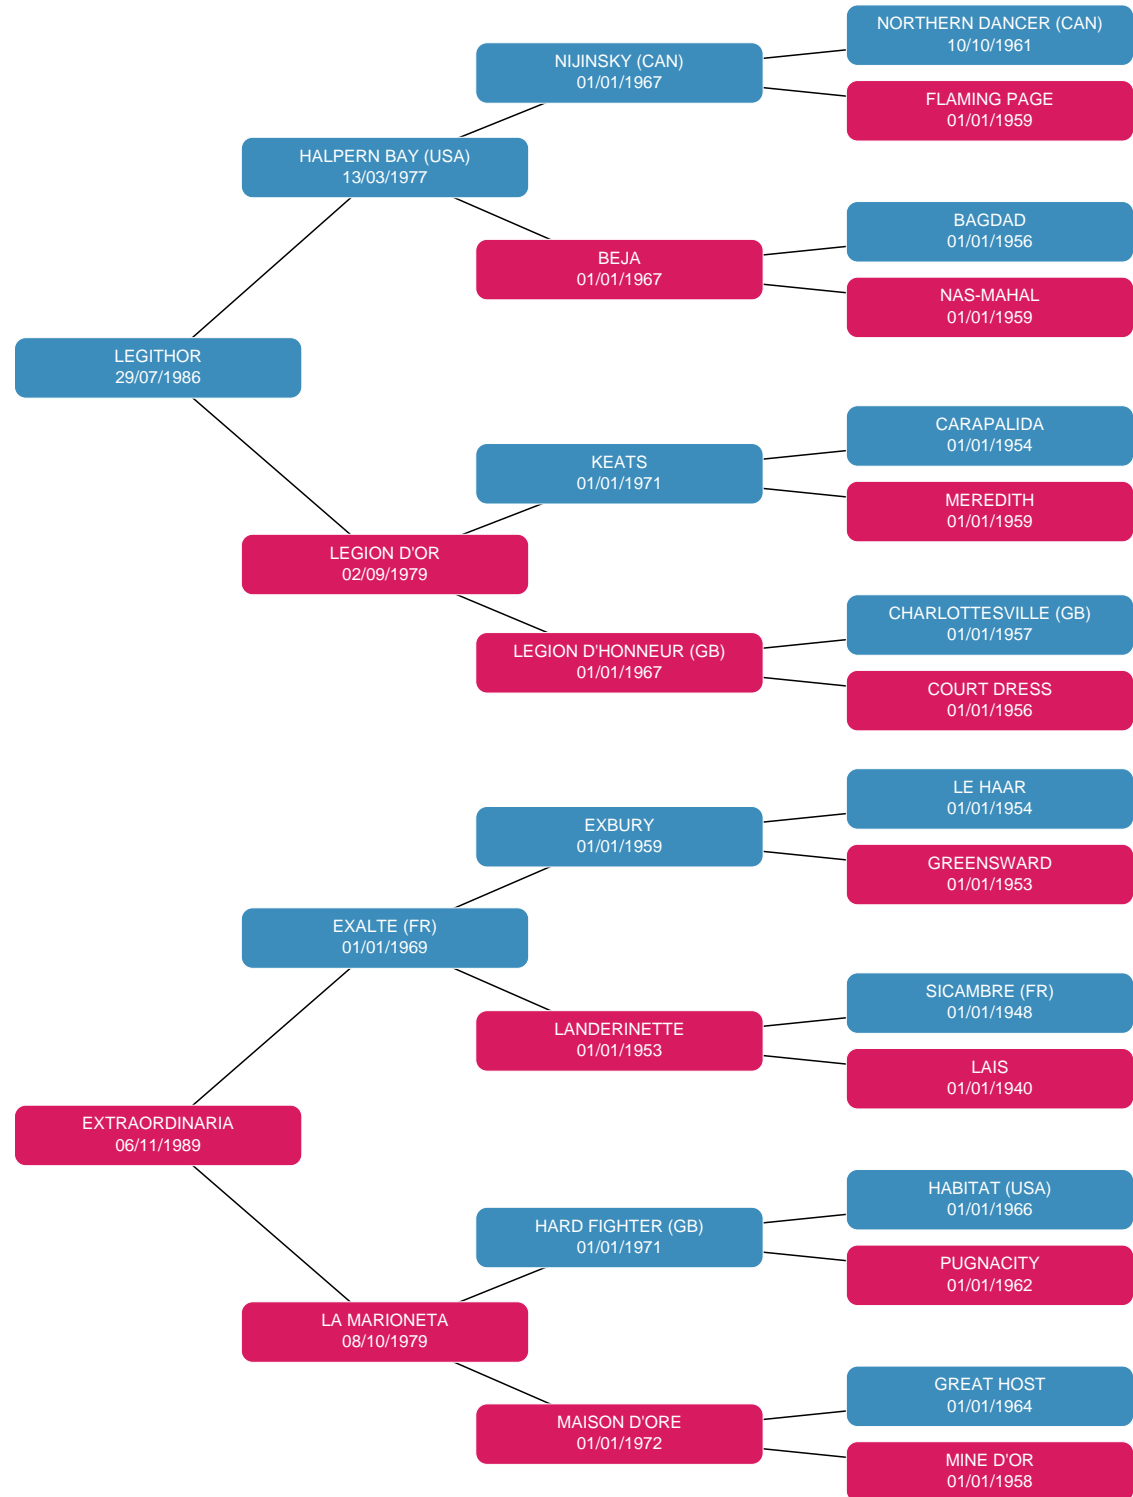 NORTHERN DANCER (CAN)
10/10/1961
NIJINSKY (CAN)
01/01/1967
FLAMING PAGE
01/01/1959
HALPERN BAY (USA)
13/03/1977
BAGDAD
01/01/1956
BEJA
01/01/1967
NAS-MAHAL
01/01/1959
LEGITHOR
29/07/1986
CARAPALIDA
01/01/1954
KEATS
01/01/1971
MEREDITH
01/01/1959
LEGION D'OR
02/09/1979
CHARLOTTESVILLE (GB)
01/01/1957
LEGION D'HONNEUR (GB)
01/01/1967
COURT DRESS
01/01/1956
LE HAAR
01/01/1954
EXBURY
01/01/1959
GREENSWARD
01/01/1953
EXALTE (FR)
01/01/1969
SICAMBRE (FR)
01/01/1948
LANDERINETTE
01/01/1953
LAIS
01/01/1940
EXTRAORDINARIA
06/11/1989
HABITAT (USA)
01/01/1966
HARD FIGHTER (GB)
01/01/1971
PUGNACITY
01/01/1962
LA MARIONETA
08/10/1979
GREAT HOST
01/01/1964
MAISON D'ORE
01/01/1972
MINE D'OR
01/01/1958